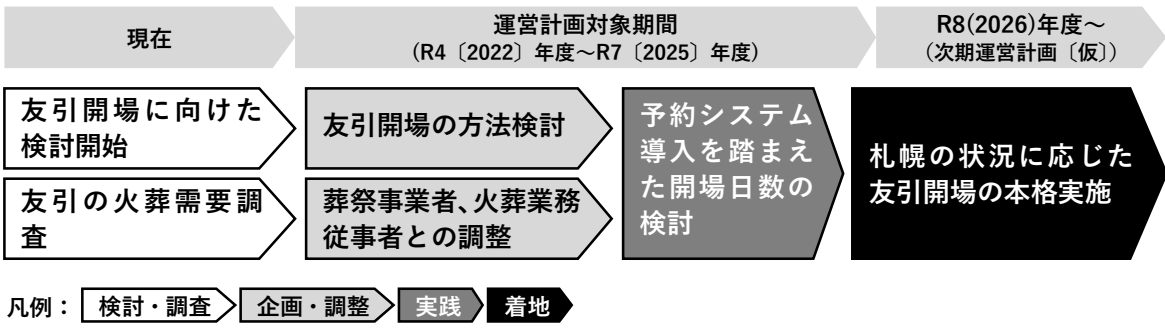 現在
運営計画対象期間
(R4〔2022〕年度～R7〔2025〕年度)
R8(2026)年度～
(次期運営計画〔仮〕)
友引開場に向けた
検討開始
友引の火葬需要調
査
友引開場の方法検討
葬祭事業者、火葬業務
従事者との調整
予約システム
導入を踏まえ
た開場日数の
検討
札幌の状況に応じた
友引開場の本格実施
凡例： 検討・調査 企画・調整 実践 着地